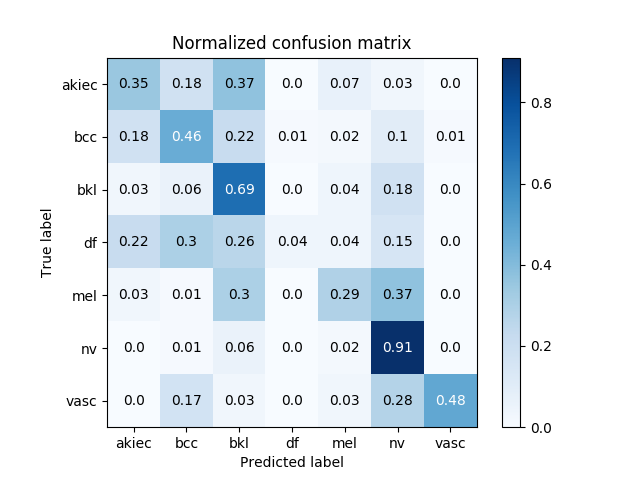 Normalized confusion matrix
akiec 0.35 0.18 0.37 0.0 0.07 0.03 0.0
bcc 0.18 0.46 0.22 0.01 0.02 0.1 0.01
bkl 0.03 0.06 0.69 0.0 0.04 0.18 0.0
df 0.22 0.3 0.26 0.04 0.04 0.15 0.0
mel 0.03 0.01 0.3 0.0 0.29 0.37 0.0
nv 0.0 0.01 0.06 0.0 0.02 0.91 0.0
vasc 0.0 0.17 0.03 0.0 0.03 0.28 0.48
akiec bcc bkl df mel nv vasc
Predicted label
True label
0.8
0.6
0.4
0.2
0.0